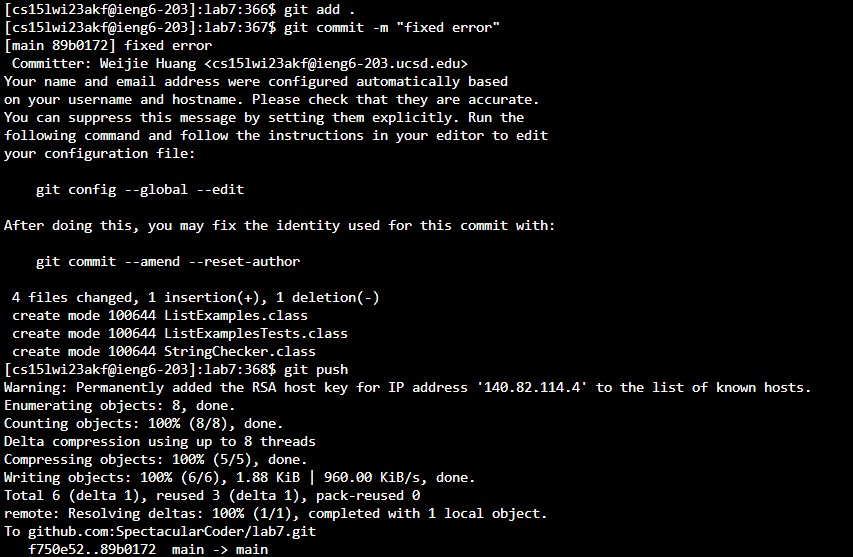 [cs15lwi23akf@ieng6-203]:lab7:366$ git add .
[cs15lwi23akf@ieng6-203]:lab7:367$ git commit -m "fixed error"
[main 89b0172] fixed error
 Committer: Weijie Huang <cs15lwi23akf@ieng6-203.ucsd.edu>
Your name and email address were configured automatically based
on your username and hostname. Please check that they are accurate.
You can suppress this message by setting them explicitly. Run the
following command and follow the instructions in your editor to edit
your configuration file:

    git config --global --edit

After doing this, you may fix the identity used for this commit with:

    git commit --amend --reset-author

 4 files changed, 1 insertion(+), 1 deletion(-)
 create mode 100644 ListExamples.class
 create mode 100644 ListExamplesTests.class
 create mode 100644 StringChecker.class
[cs15lwi23akf@ieng6-203]:lab7:368$ git push
Warning: Permanently added the RSA host key for IP address '140.82.114.4' to the list of known hosts.
Enumerating objects: 8, done.
Counting objects: 100% (8/8), done.
Delta compression using up to 8 threads
Compressing objects: 100% (5/5), done.
Writing objects: 100% (6/6), 1.88 KiB | 960.00 KiB/s, done.
Total 6 (delta 1), reused 3 (delta 1), pack-reused 0
remote: Resolving deltas: 100% (1/1), completed with 1 local object.
To github.com:SpectacularCoder/lab7.git
   f750e52..89b0172  main -> main